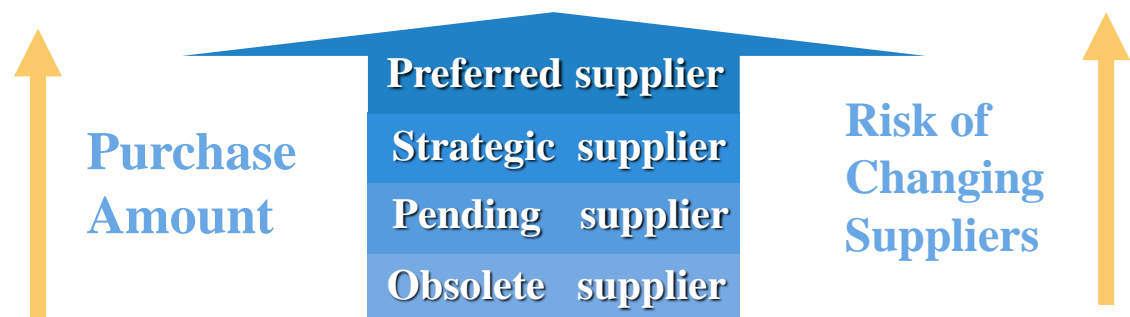 Preferred supplier
Strategic supplier
Pending supplier
Obsolete supplier
Purchase
Amount
Risk of
Changing
Suppliers